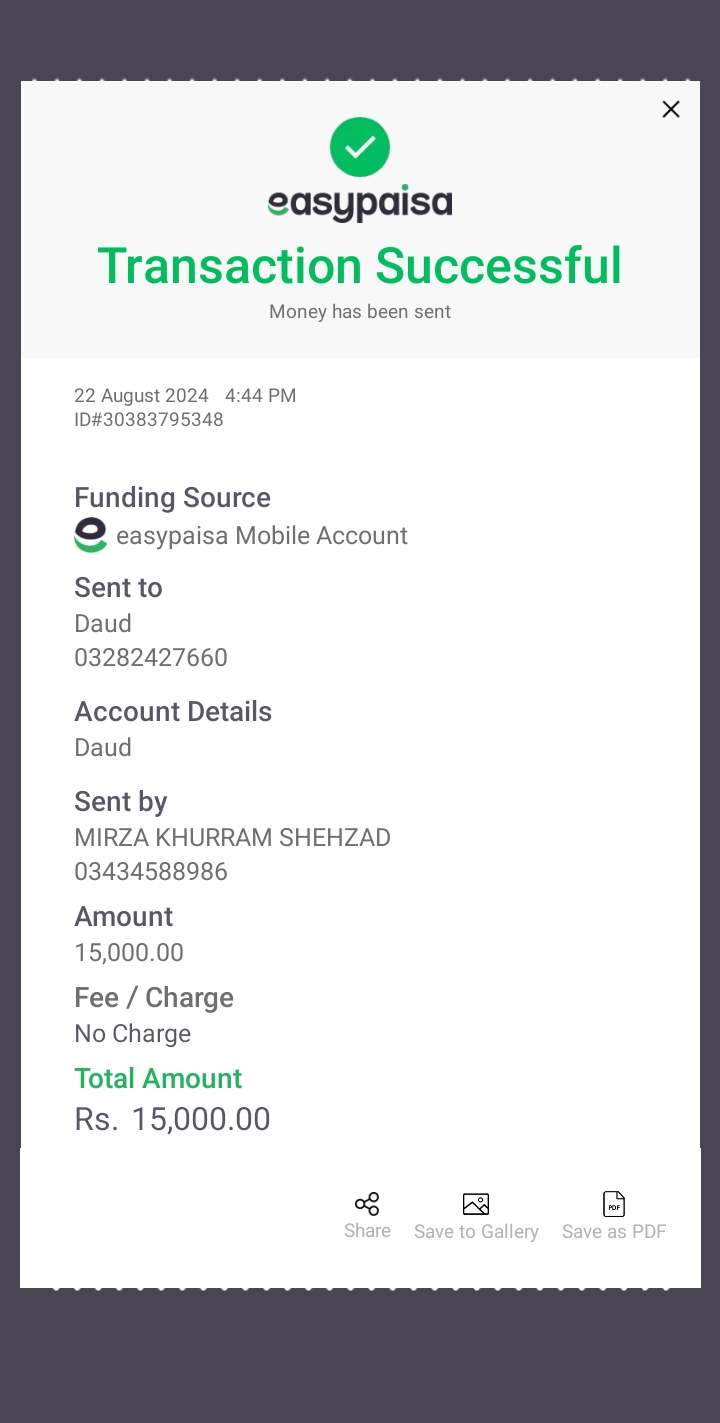 easypaisa
Transaction Successful
Money has been sent
22 August 2024 4:44 PM
ID#30383795348
Funding Source
easypaisa Mobile Account
Sent to
Daud
03282427660
Account Details
Daud
Sent by
MIRZA KHURRAM SHEHZAD
03434588986
Amount
15,000.00
Fee / Charge
No Charge
Total Amount
Rs. 15,000.00
PDF
Share Save to Gallery Save as PDF